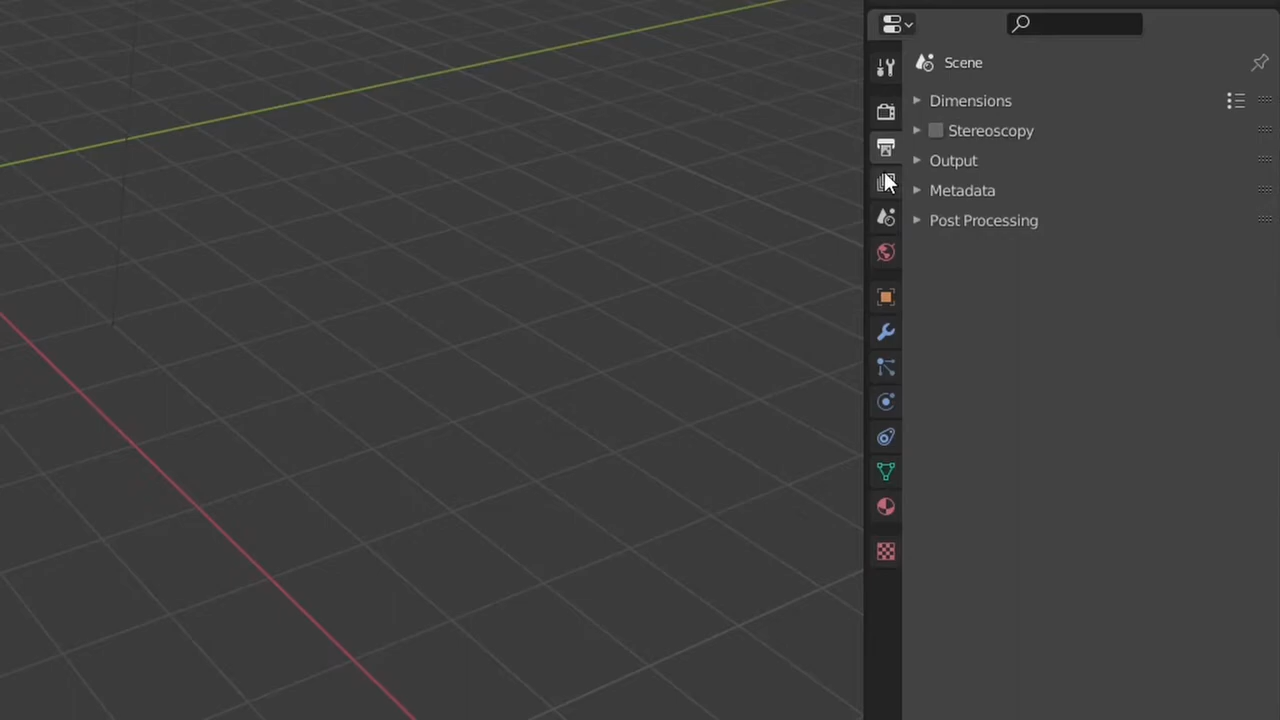 Scene
Dimensions
Stereoscopy
Output
Metadata
Post Processing